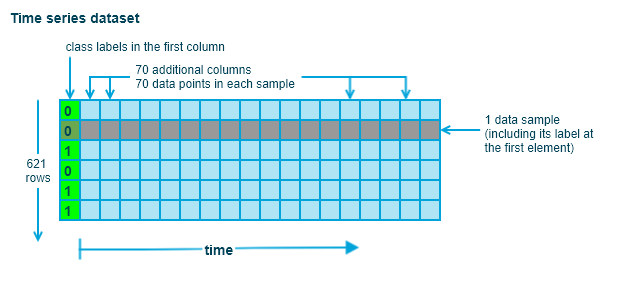 Time series dataset
class labels in the first column
70 additional columns
70 data points in each sample
0
0
1
0
1
1
1 data sample
(including its label at
the first element)
621
rows
time